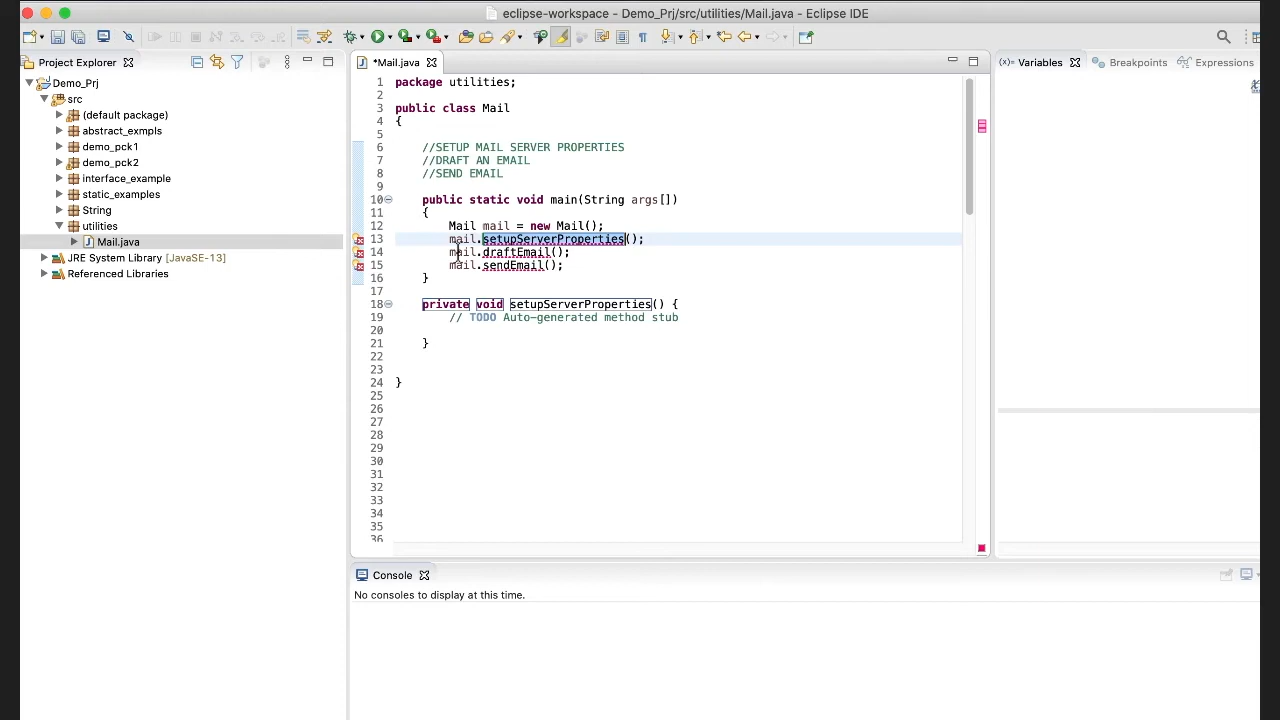 eclipse-workspace - Demo_Prj/src/utilities/Mail.java - Eclipse IDE
Project Explorer
*Mail.java
Variables
Breakpoints
Expressions
Demo_Prj
src
(default package)
abstract_exmpls
demo_pck1
demo_pck2
interface_example
static_examples
String
utilities
Mail.java
JRE System Library [JavaSE-13]
Referenced Libraries
1 package utilities;
2
3 public class Mail
4 {
5
6 //SETUP MAIL SERVER PROPERTIES
7 //DRAFT AN EMAIL
8 //SEND EMAIL
9
10 public static void main(String args[])
11 {
12 Mail mail = new Mail();
13 mail.setupServerProperties();
14 mail.draftEmail();
15 mail.sendEmail();
16 }
17
18 private void setupServerProperties() {
19 // TODO Auto-generated method stub
20
21 }
22
23
24 }
25
26
27
28
29
30
31
32
33
34
35
36
Console
No consoles to display at this time.